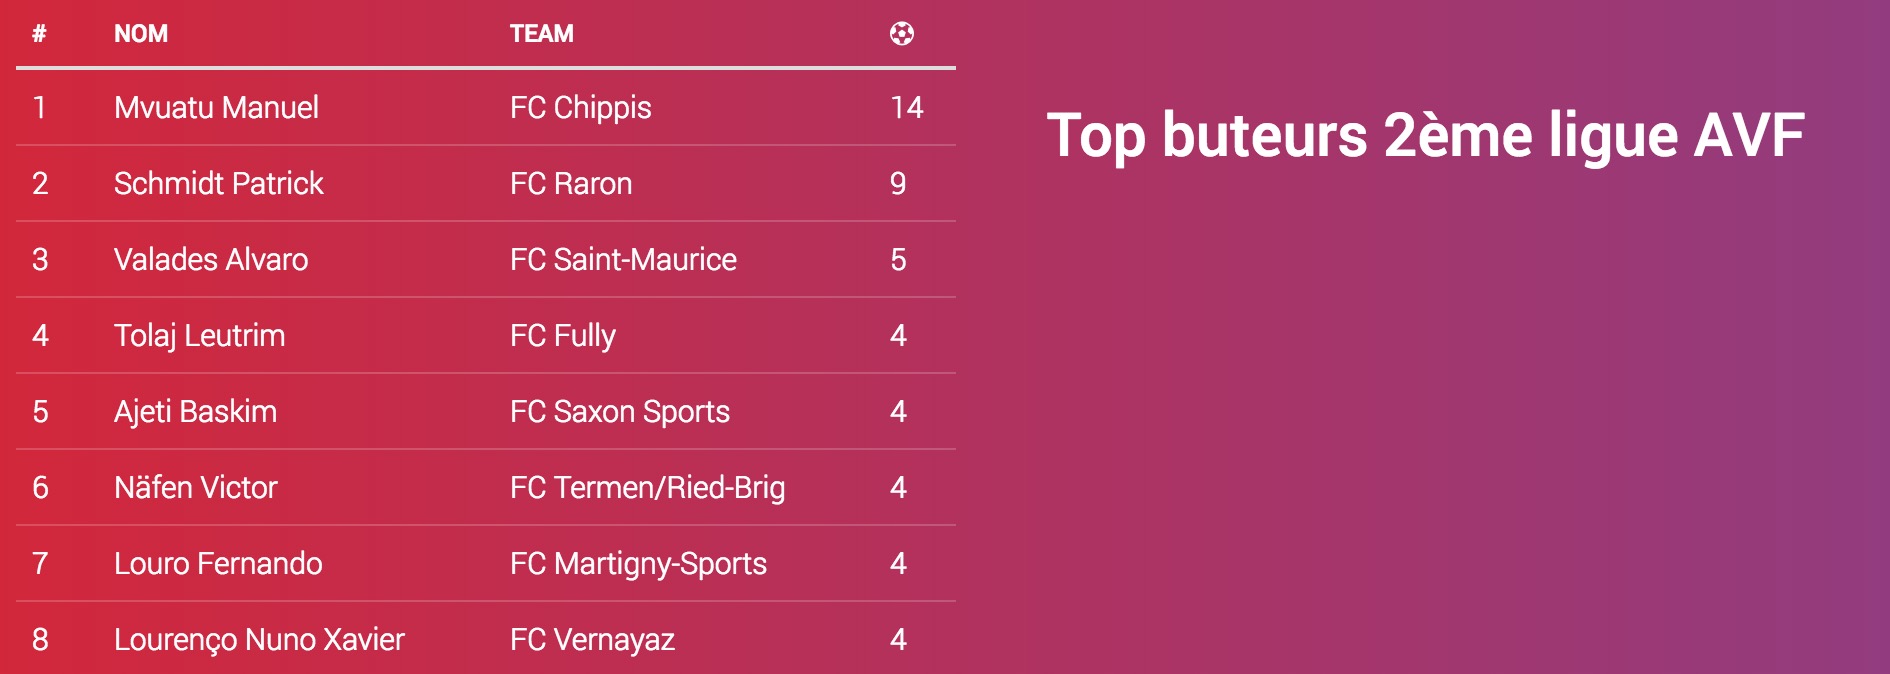 # NOM TEAM
1 Mvuatu Manuel FC Chippis 14
2 Schmidt Patrick FC Raron 9
3 Valades Alvaro FC Saint-Maurice 5
4 Tolaj Leutrim FC Fully 4
5 Ajeti Baskim FC Saxon Sports 4
6 Näfen Victor FC Termen/Ried-Brig 4
7 Louro Fernando FC Martigny-Sports 4
8 Lourenço Nuno Xavier FC Vernayaz 4
Top buteurs 2ème ligue AVF